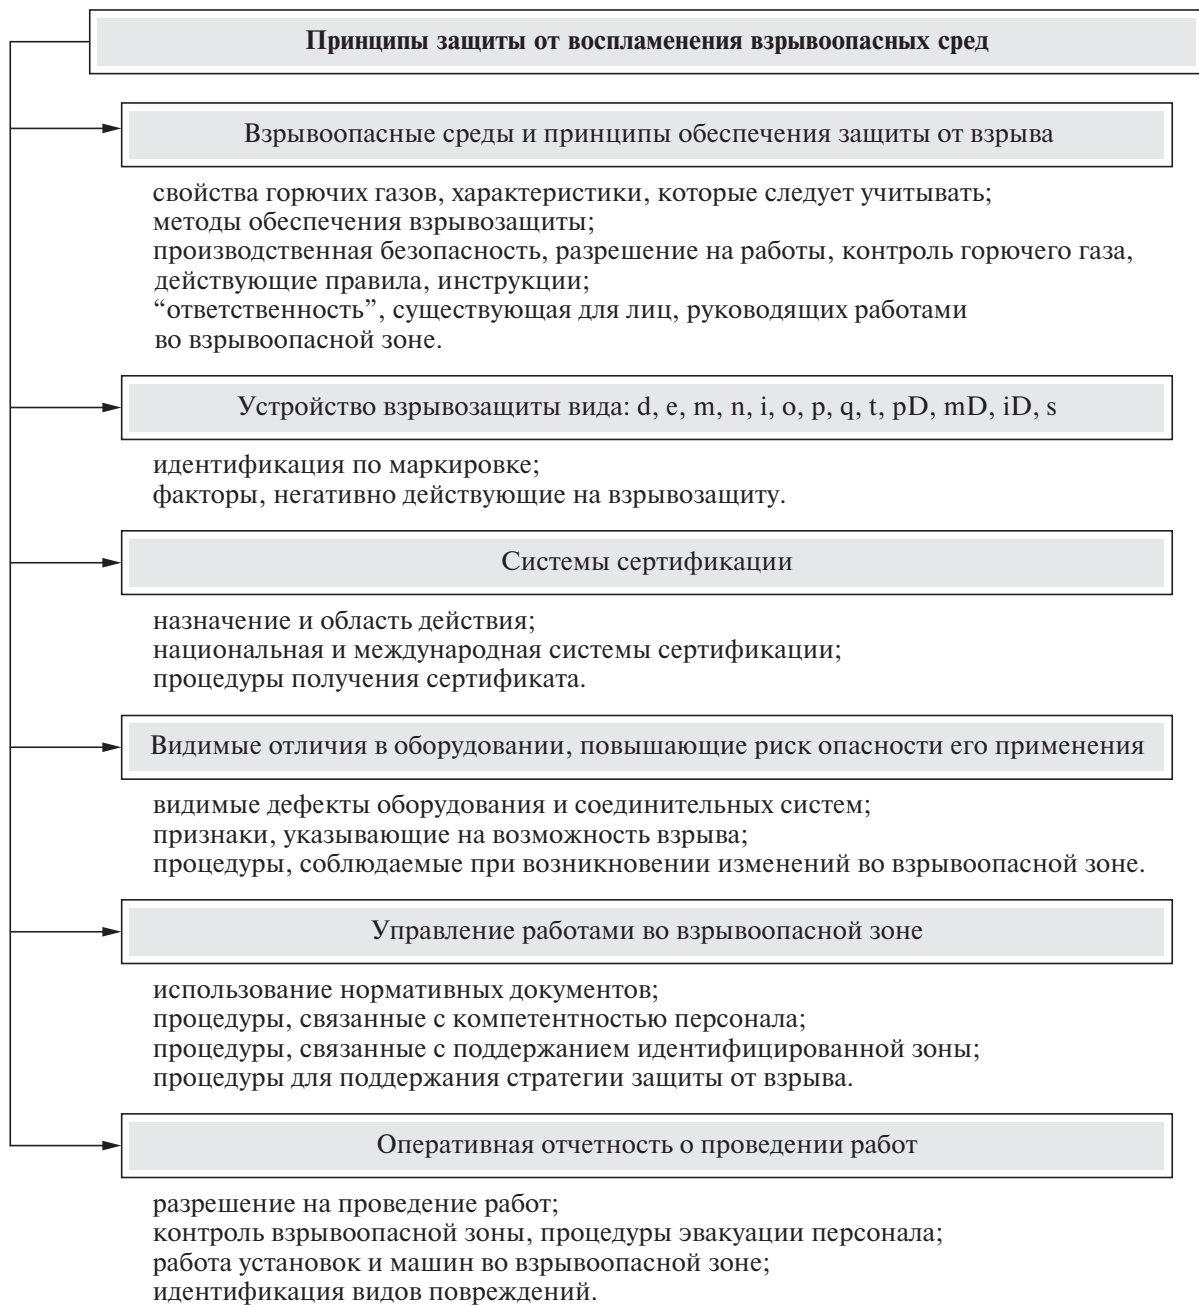 Принципы защиты от воспламенения взрывоопасных сред
Взрывоопасные среды и принципы обеспечения защиты от взрыва
свойства горючих газов, характеристики, которые следует учитывать;
методы обеспечения взрывозащиты;
производственная безопасность, разрешение на работы, контроль горючего газа,
действующие правила, инструкции;
“ответственность”, существующая для лиц, руководящих работами
во взрывоопасной зоне.
Устройство взрывозащиты вида: d, e, m, n, i, o, p, q, t, pD, mD, iD, s
идентификация по маркировке;
факторы, негативно действующие на взрывозащиту.
Системы сертификации
назначение и область действия;
национальная и международная системы сертификации;
процедуры получения сертификата.
Видимые отличия в оборудовании, повышающие риск опасности его применения
видимые дефекты оборудования и соединительных систем;
признаки, указывающие на возможность взрыва;
процедуры, соблюдаемые при возникновении изменений во взрывоопасной зоне.
Управление работами во взрывоопасной зоне
использование нормативных документов;
процедуры, связанные с компетентностью персонала;
процедуры, связанные с поддержанием идентифицированной зоны;
процедуры для поддержания стратегии защиты от взрыва.
Оперативная отчетность о проведении работ
разрешение на проведение работ;
контроль взрывоопасной зоны, процедуры эвакуации персонала;
работа установок и машин во взрывоопасной зоне;
идентификация видов повреждений.